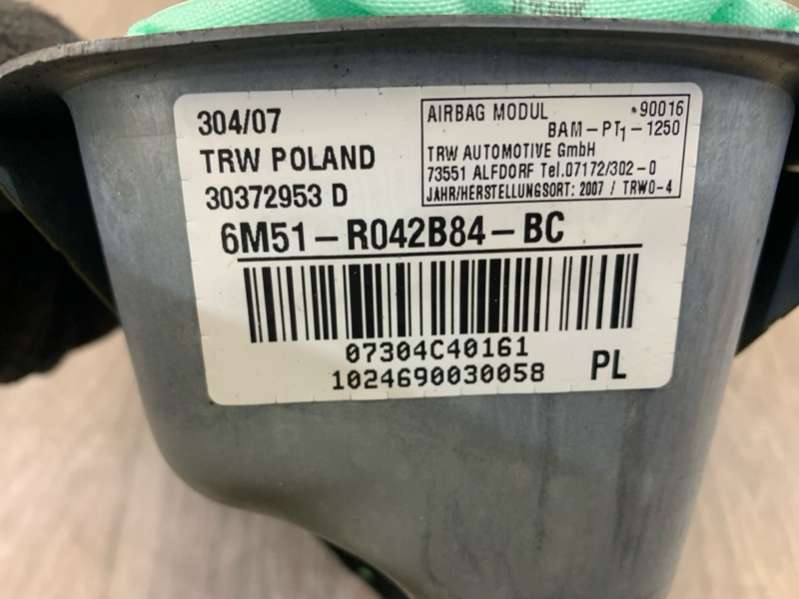 304/07
TRW POLAND
30372953 D
AIRBAG MODUL *90016
BAM-PT1-1250
TRW AUTOMOTIVE GmbH
73551 ALFDORF Tel.07172/302-0
JAHR/HERSTELLUNGSORT: 2007 / TRWO-4
6M51-R042B84-BC
07304C40161
1024690030058
PL